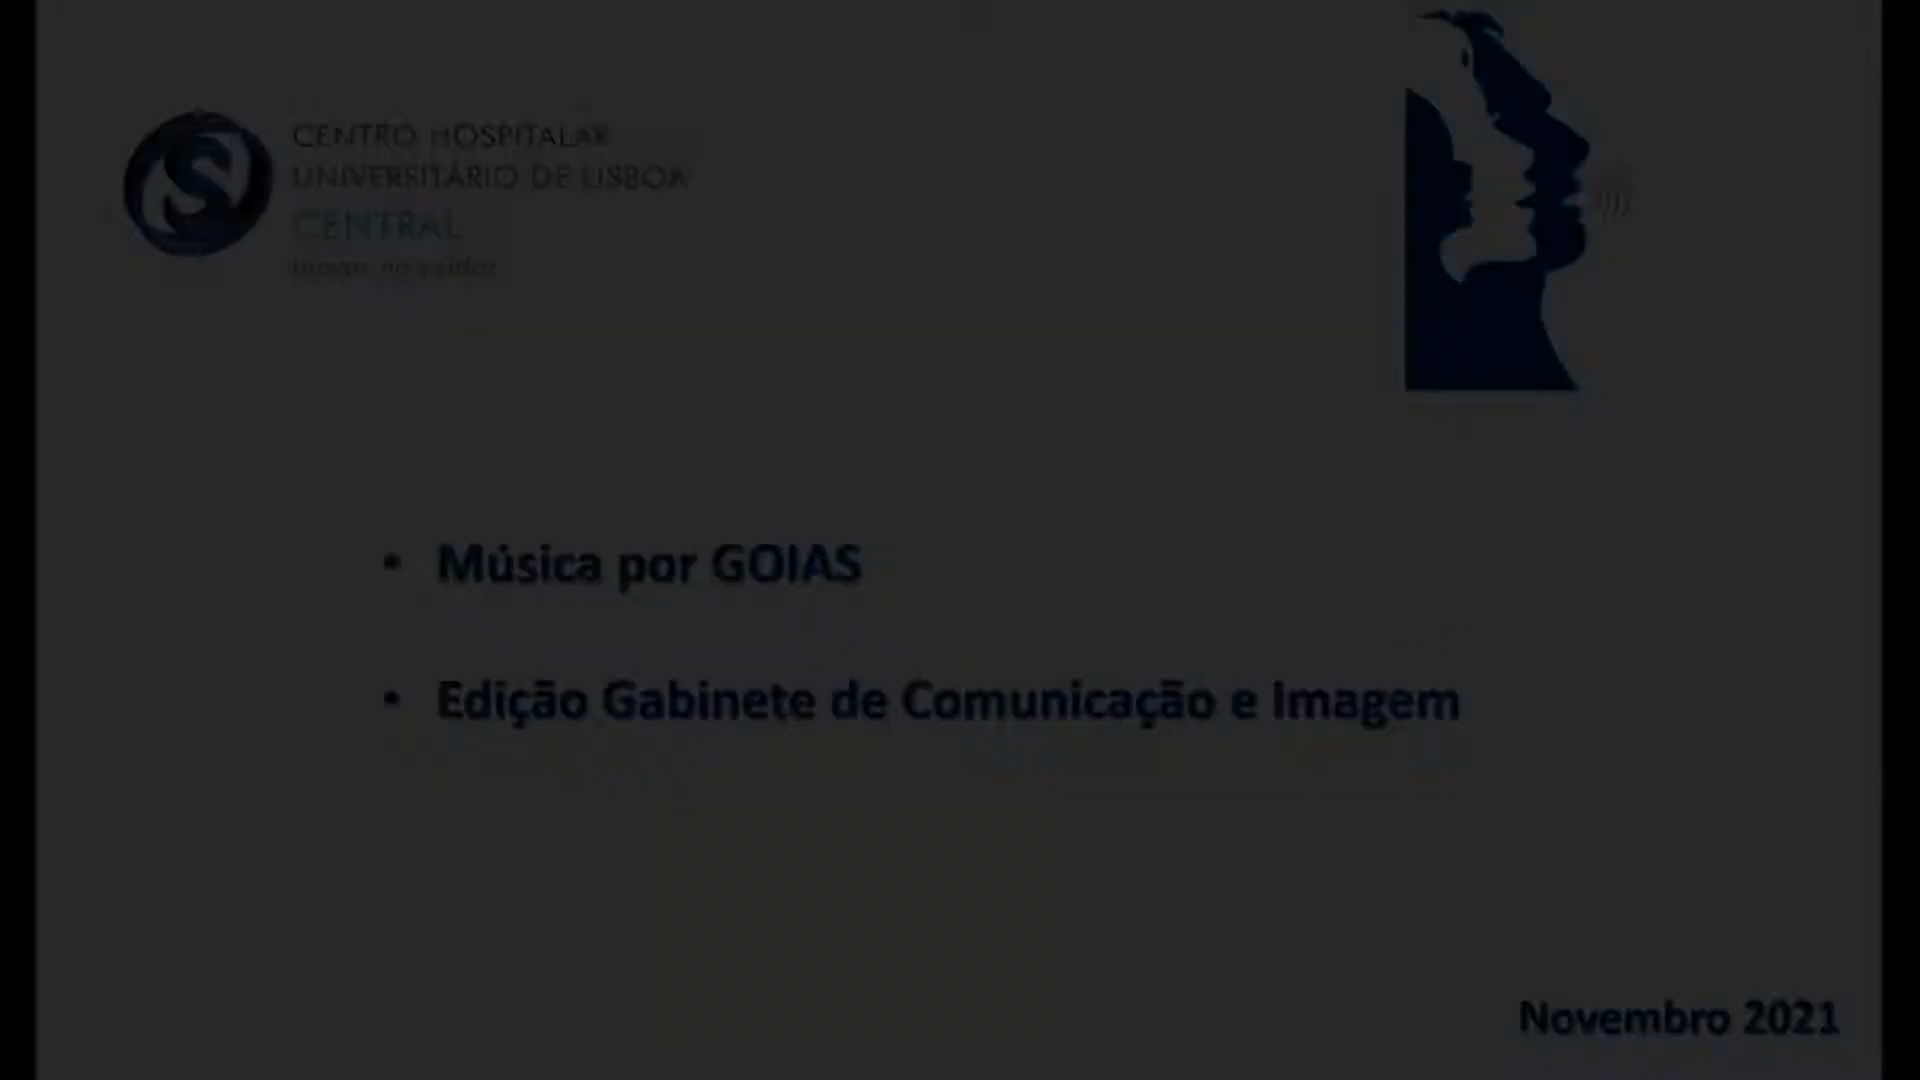 CENTRO HOSPITALAR
UNIVERSITÁRIO DE LISBOA
CENTRAL
• Música por GOIAS
• Edição Gabinete de Comunicação e Imagem
Novembro 2021